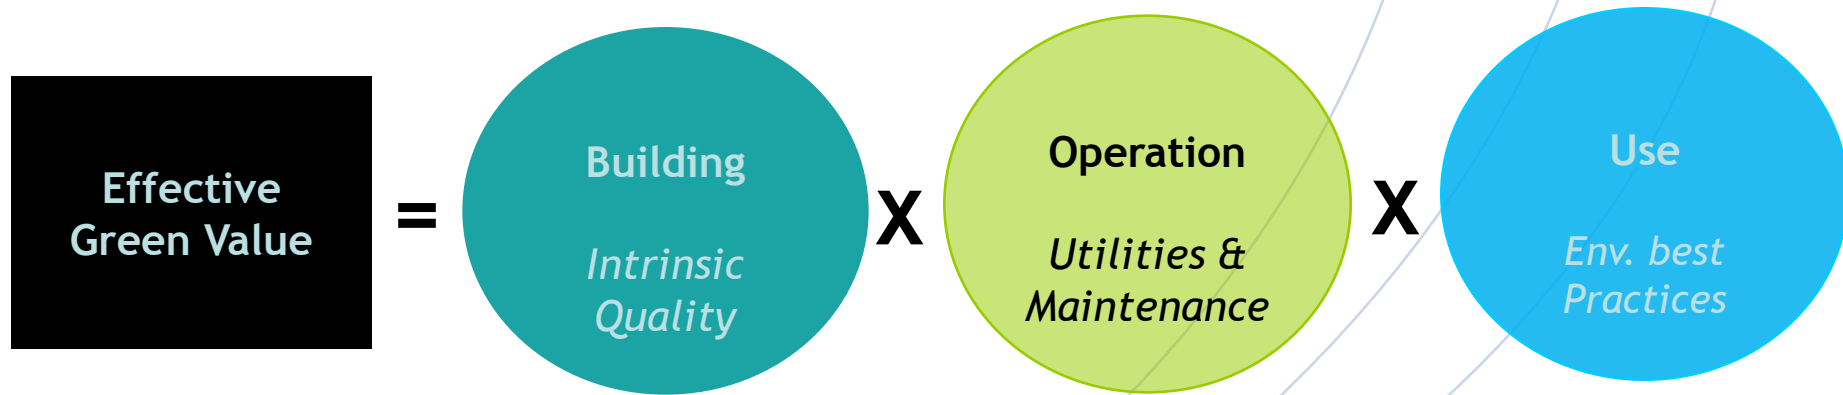 Effective
Green Value
=
Building
Intrinsic
Quality
X
Operation
Utilities &
Maintenance
X
Use
Env. best
Practices